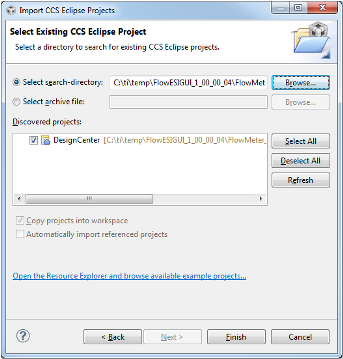 Import CCS Eclipse Projects
Select Existing CCS Eclipse Project
Select a directory to search for existing CCS Eclipse projects.
Select search-directory: C:\ti\temp\FlowESIGUI_1_00_00_04\FlowMet Browse...
Select archive file: Browse...
Discovered projects:
DesignCenter [C:\ti\temp\FlowESIGUI_1_00_00_04\FlowMeter_ Select All
Deselect All
Refresh
Copy projects into workspace
Automatically import referenced projects
Open the Resource Explorer and browse available example projects...
? < Back Next > Finish Cancel